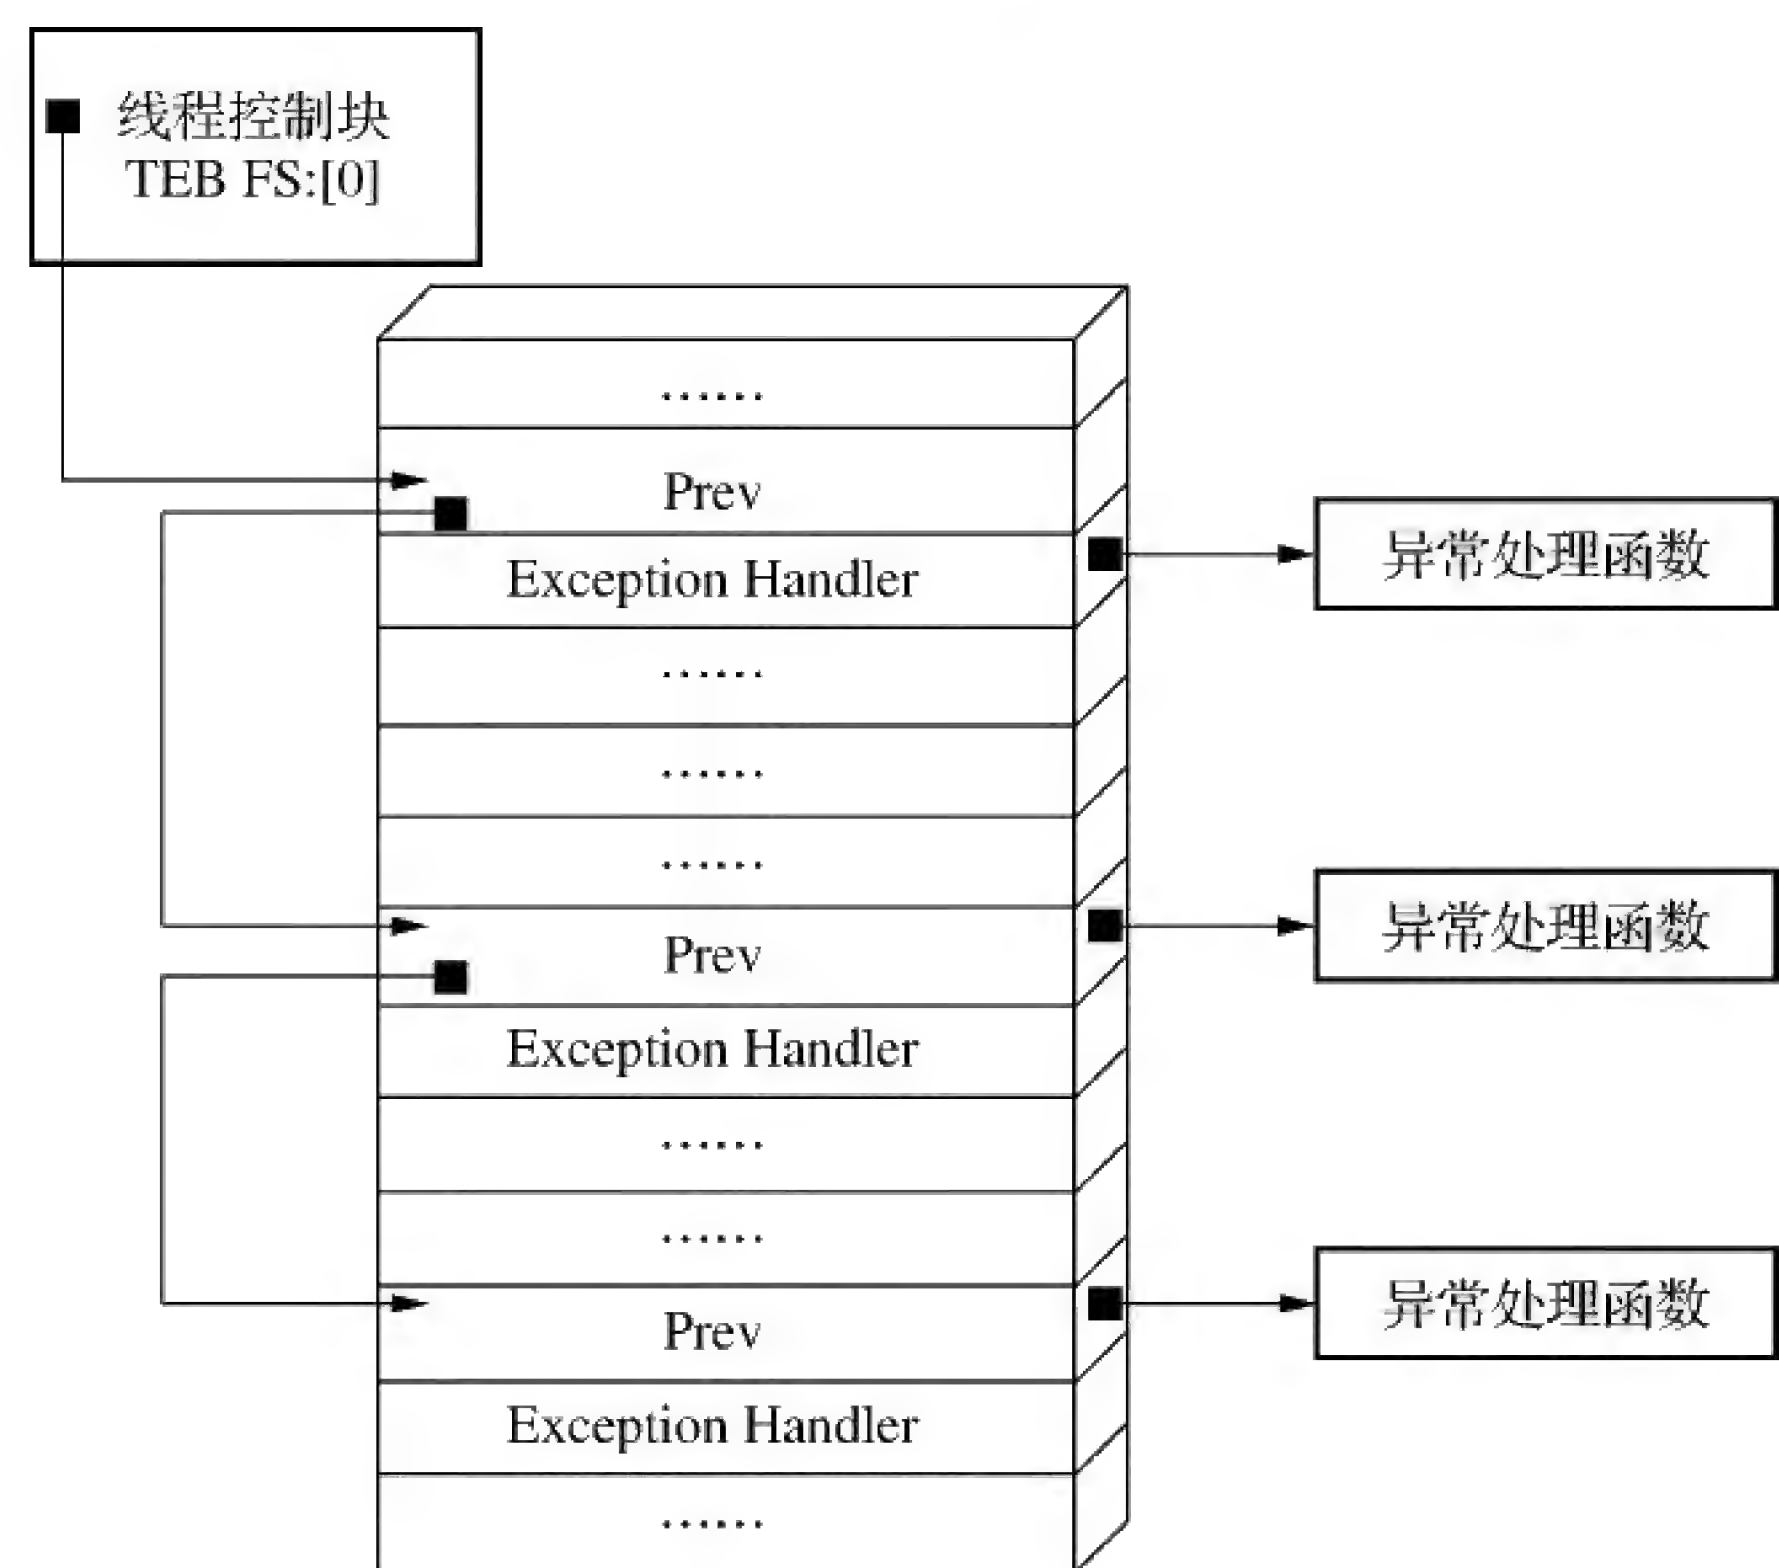 线程控制块
TEB FS:[0]
……
Prev
Exception Handler
异常处理函数
……
……
……
Prev
异常处理函数
Exception Handler
……
……
Prev
异常处理函数
Exception Handler
……